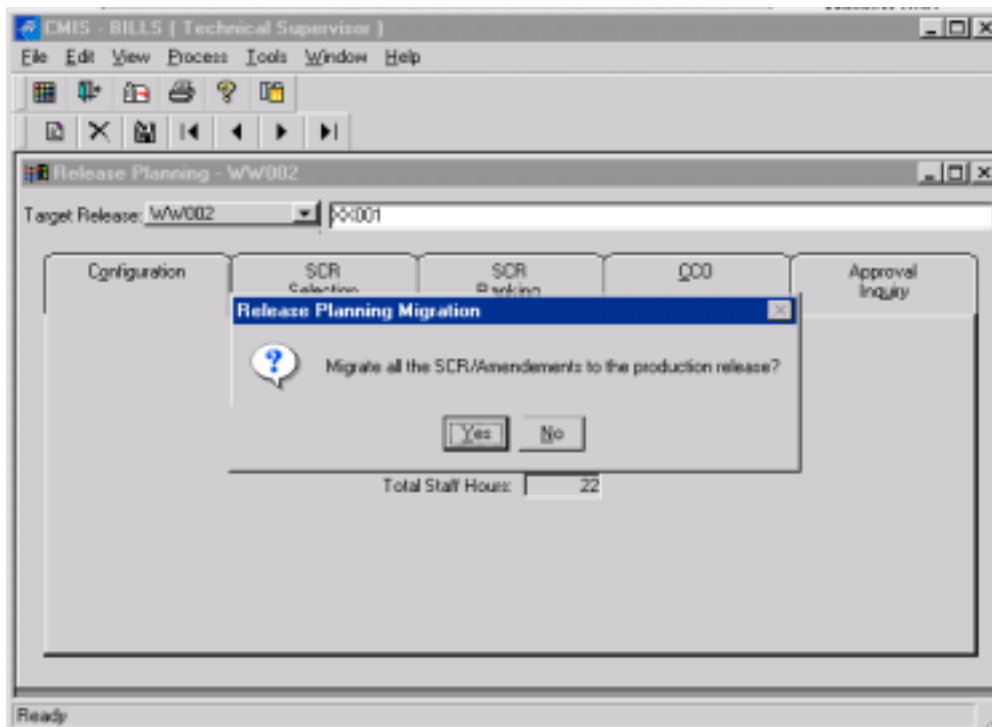 CMIS - BILLS ( Technical Supervisor )
File Edit View Process Tools Window Help
Release Planning - WW002
Target Release: WW002 XX001
Configuration SCR Selection SCR Ranking CCO Approval Inquiry
Release Planning Migration
Migrate all the SCR/Amendements to the production release?
Yes No
Total Staff Hours: 22
Ready